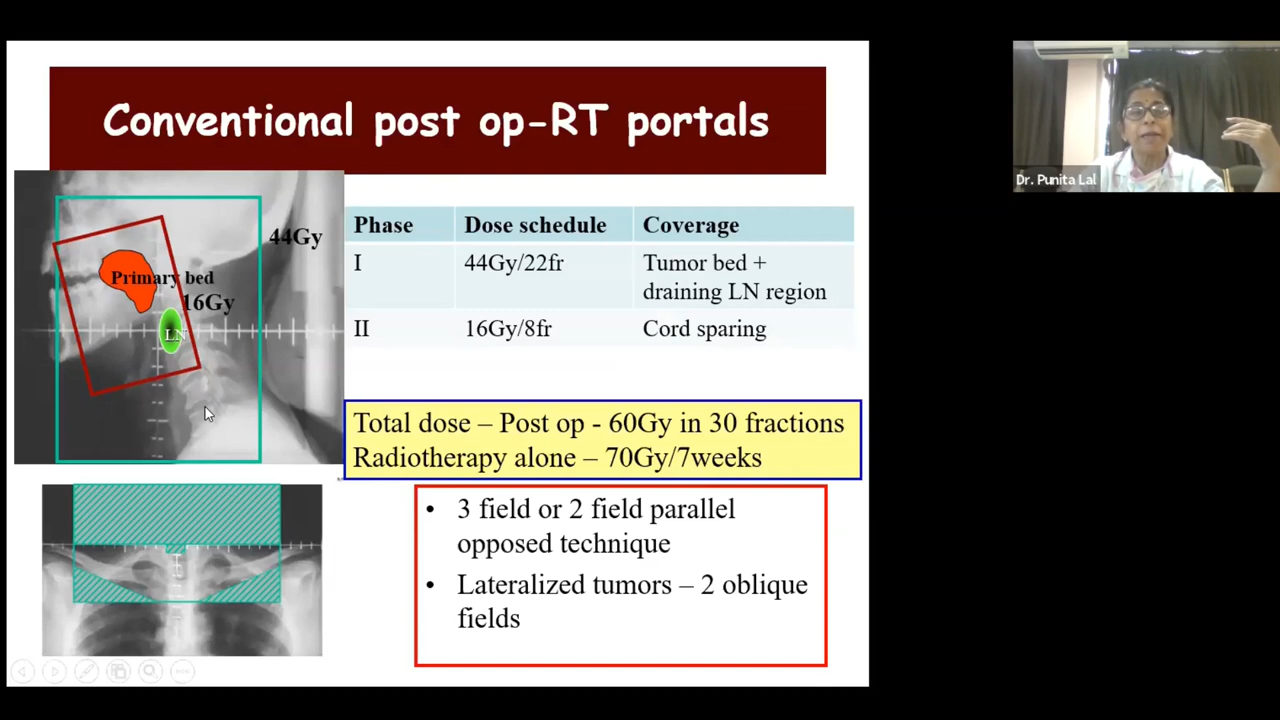 Conventional post op-RT portals
44Gy
Primary bed
16Gy
LN
Phase Dose schedule Coverage
I 44Gy/22fr Tumor bed +
draining LN region
II 16Gy/8fr Cord sparing
Total dose – Post op - 60Gy in 30 fractions
Radiotherapy alone – 70Gy/7weeks
• 3 field or 2 field parallel
opposed technique
• Lateralized tumors – 2 oblique
fields
Dr. Punita Lal